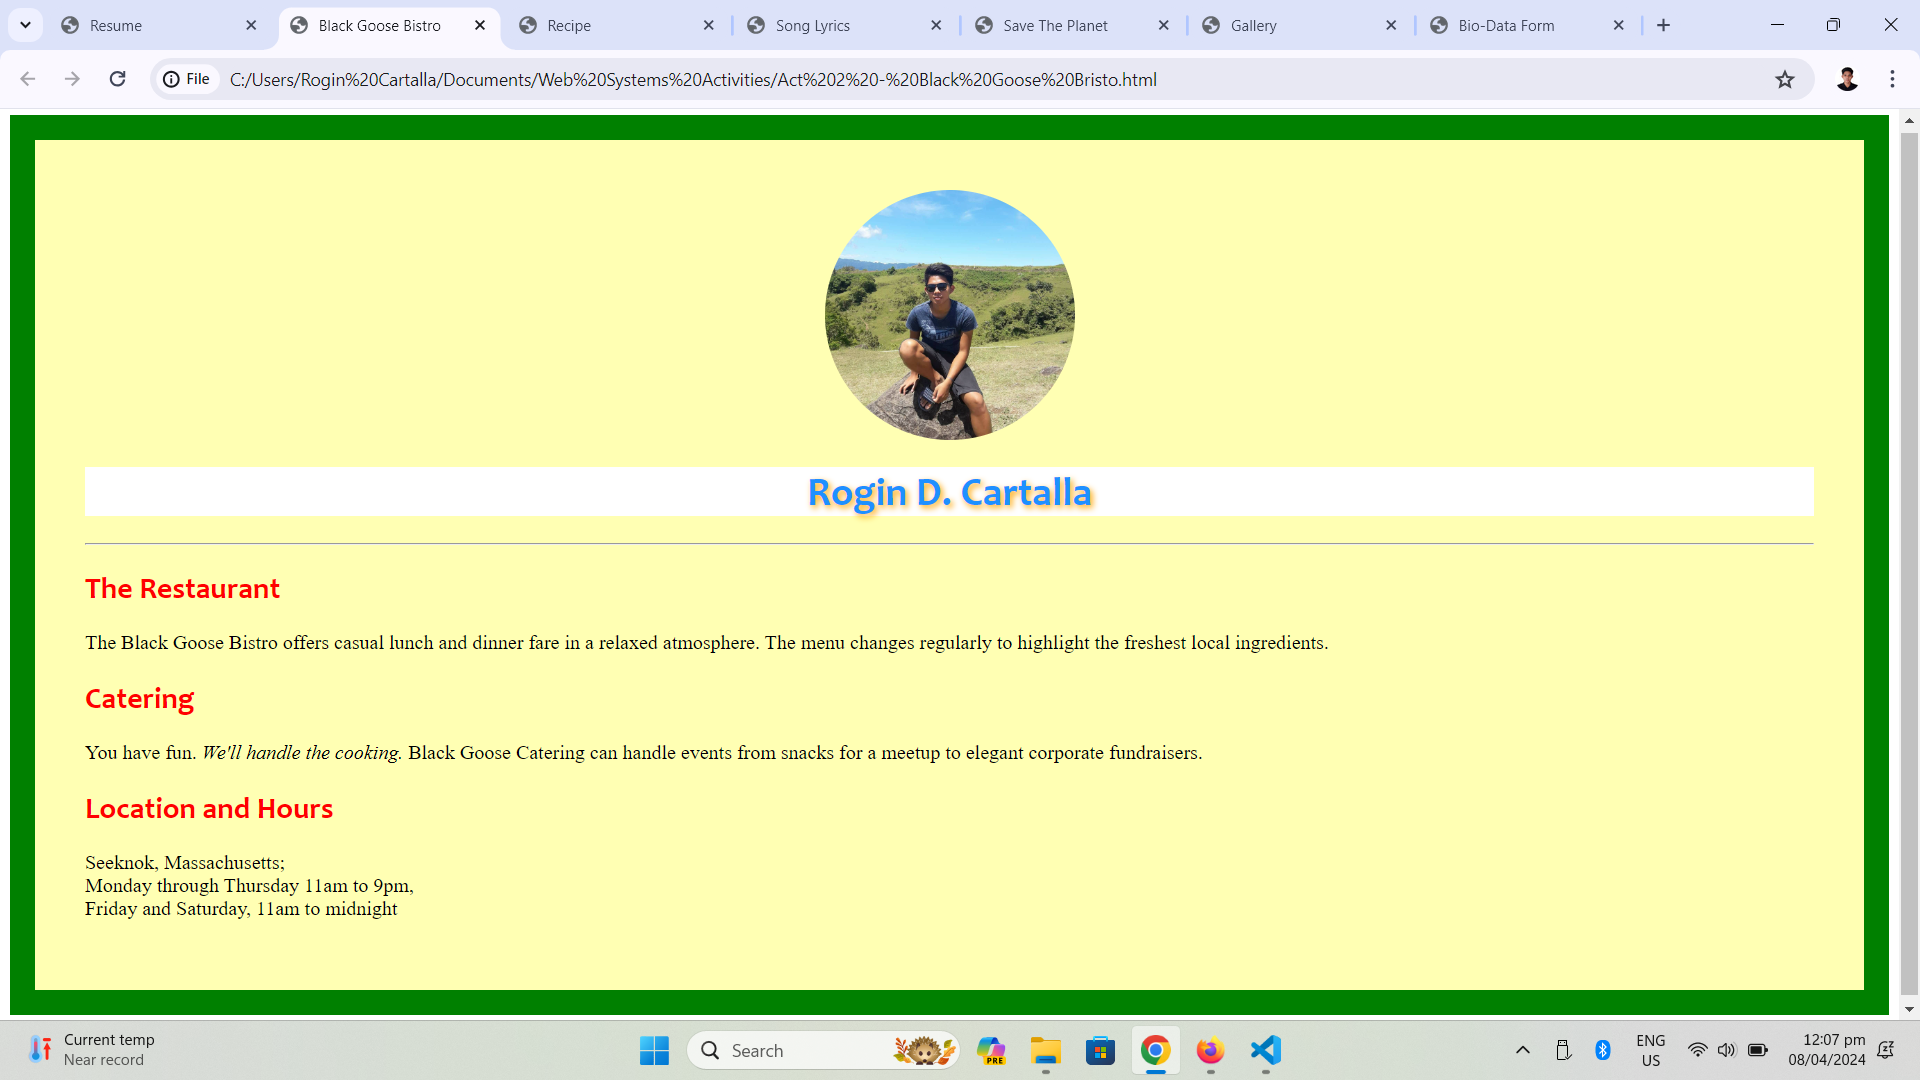 Resume
Black Goose Bistro
Recipe
Song Lyrics
Save The Planet
Gallery
Bio-Data Form
File
C:/Users/Rogin%20Cartalla/Documents/Web%20Systems%20Activities/Act%202%20-%20Black%20Goose%20Bristo.html
Rogin D. Cartalla
The Restaurant
The Black Goose Bistro offers casual lunch and dinner fare in a relaxed atmosphere. The menu changes regularly to highlight the freshest local ingredients.
Catering
You have fun. We'll handle the cooking. Black Goose Catering can handle events from snacks for a meetup to elegant corporate fundraisers.
Location and Hours
Seeknok, Massachusetts;
Monday through Thursday 11am to 9pm,
Friday and Saturday, 11am to midnight
Current temp
Near record
Search
PRE
ENG
US
12:07 pm
08/04/2024